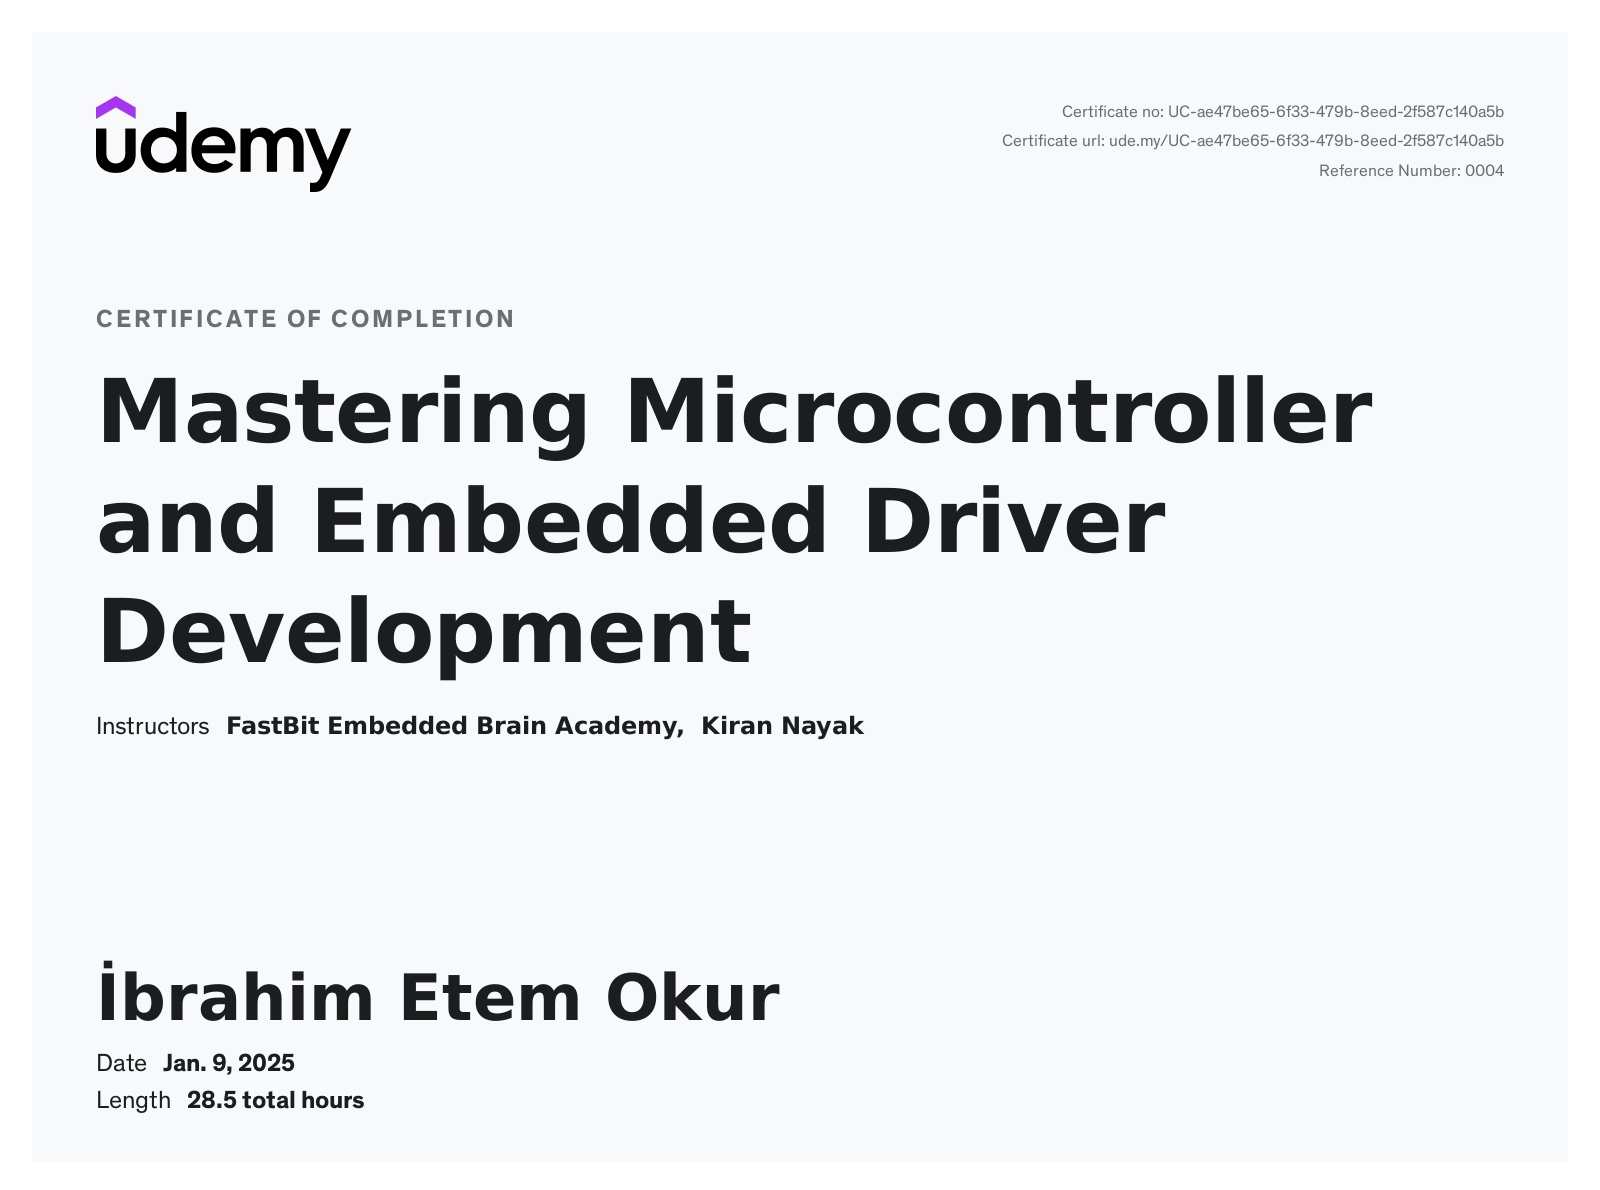 udemy
Certificate no: UC-ae47be65-6f33-479b-8eed-2f587c140a5b
Certificate url: ude.my/UC-ae47be65-6f33-479b-8eed-2f587c140a5b
Reference Number: 0004
CERTIFICATE OF COMPLETION
Mastering Microcontroller
and Embedded Driver
Development
Instructors FastBit Embedded Brain Academy, Kiran Nayak
İbrahim Etem Okur
Date Jan. 9, 2025
Length 28.5 total hours